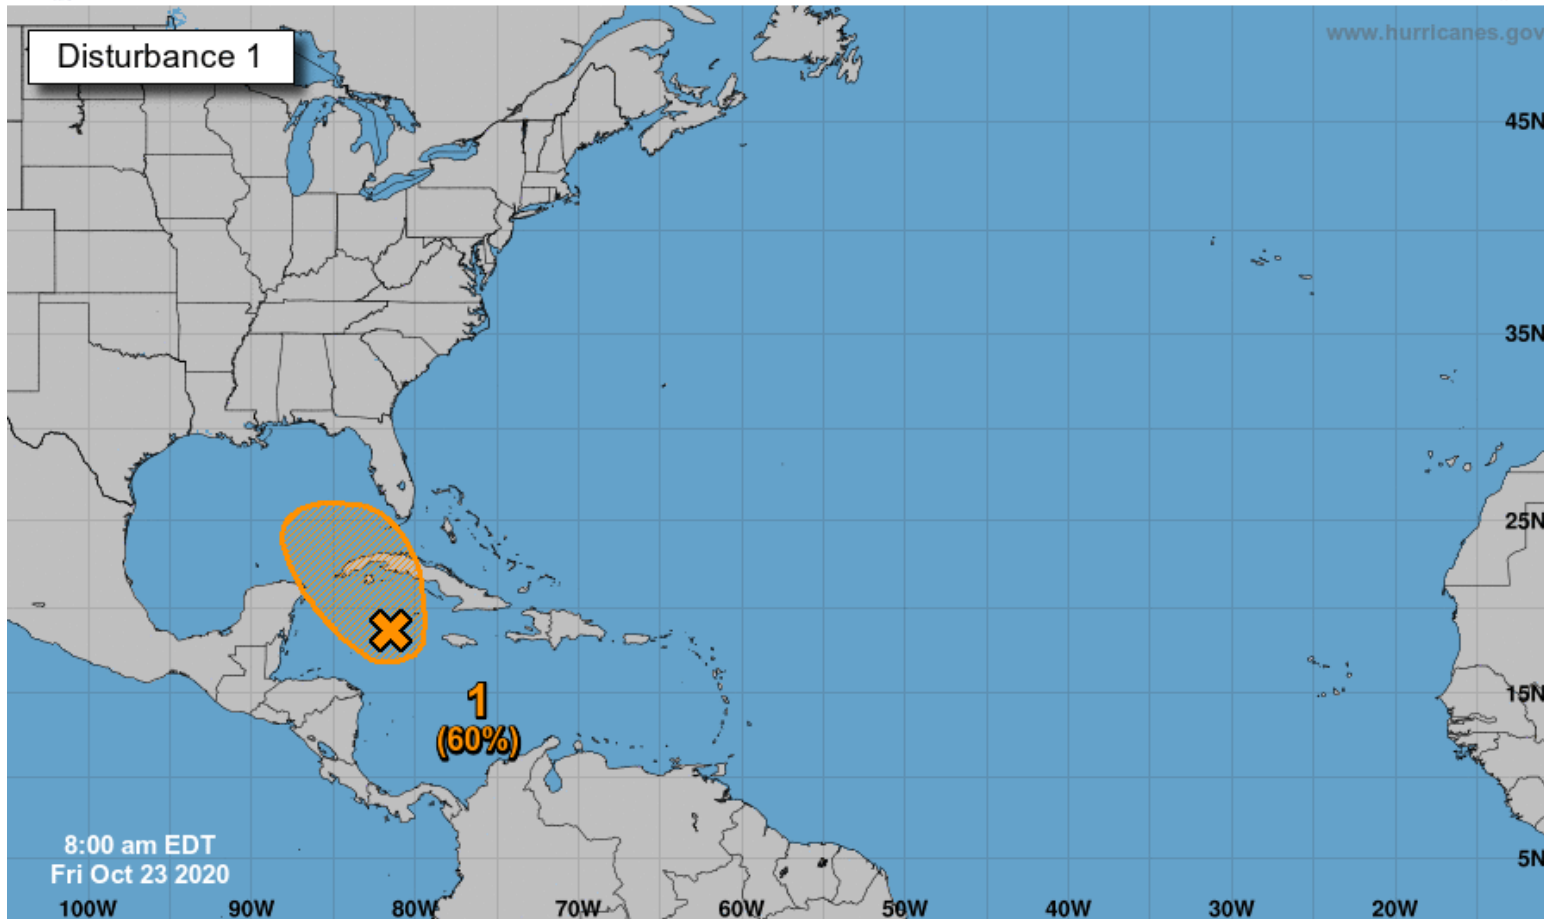 Disturbance 1
www.hurricanes.gov
45N
35N
25N
15N
1
(60%)
8:00 am EDT
Fri Oct 23 2020
5N
100W 90W 80W 70W 60W 50W 40W 30W 20W